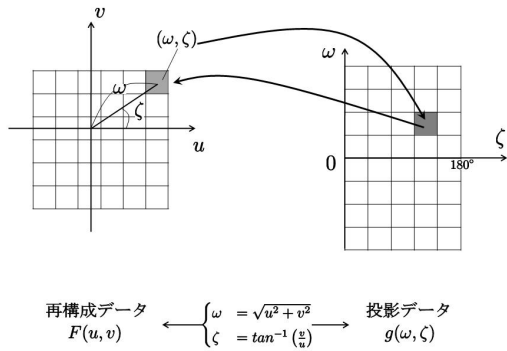 v
(ω, ζ)
ω
ω
ζ
u
ζ
0
180°
再構成データ
F(u, v)
ω = √u² + v²
ζ = tan⁻¹ (v/u)
投影データ
g(ω, ζ)